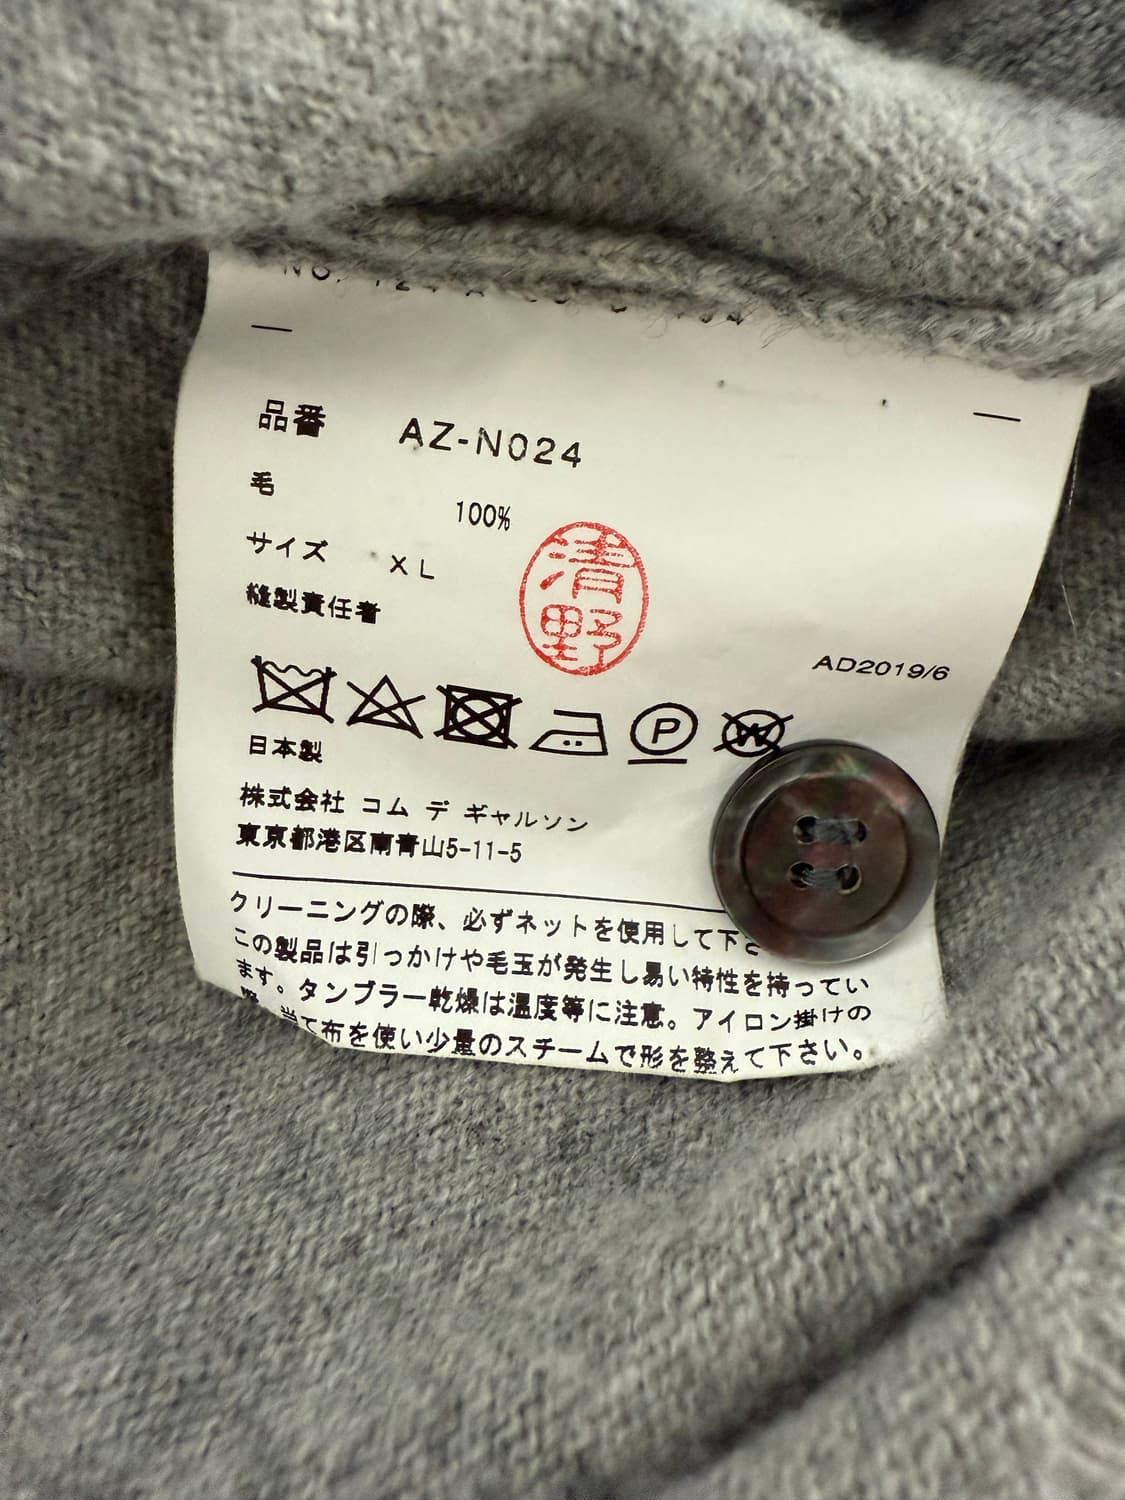 品番 AZ-N024
毛 100%
サイズ XL
縫製責任者
清野
AD2019/6
P
W
日本製
株式会社 コム デ ギャルソン
東京都港区南青山5-11-5
クリーニングの際、必ずネットを使用して下さ
この製品は引っかけや毛玉が発生し易い特性を持ってい
ます。タンブラー乾燥は温度等に注意。アイロン掛けの
際、当て布を使い少量のスチームで形を整えて下さい。